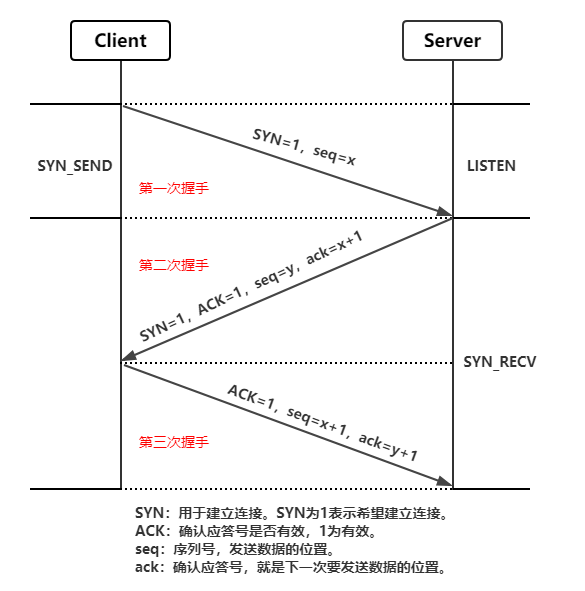 Client
Server
SYN=1，seq=x
SYN_SEND
LISTEN
第一次握手
第二次握手
SYN=1，ACK=1，seq=y，ack=x+1
SYN_RECV
ACK=1，seq=x+1，ack=y+1
第三次握手
SYN：用于建立连接。SYN为1表示希望建立连接。
ACK：确认应答号是否有效，1为有效。
seq：序列号，发送数据的位置。
ack：确认应答号，就是下一次要发送数据的位置。